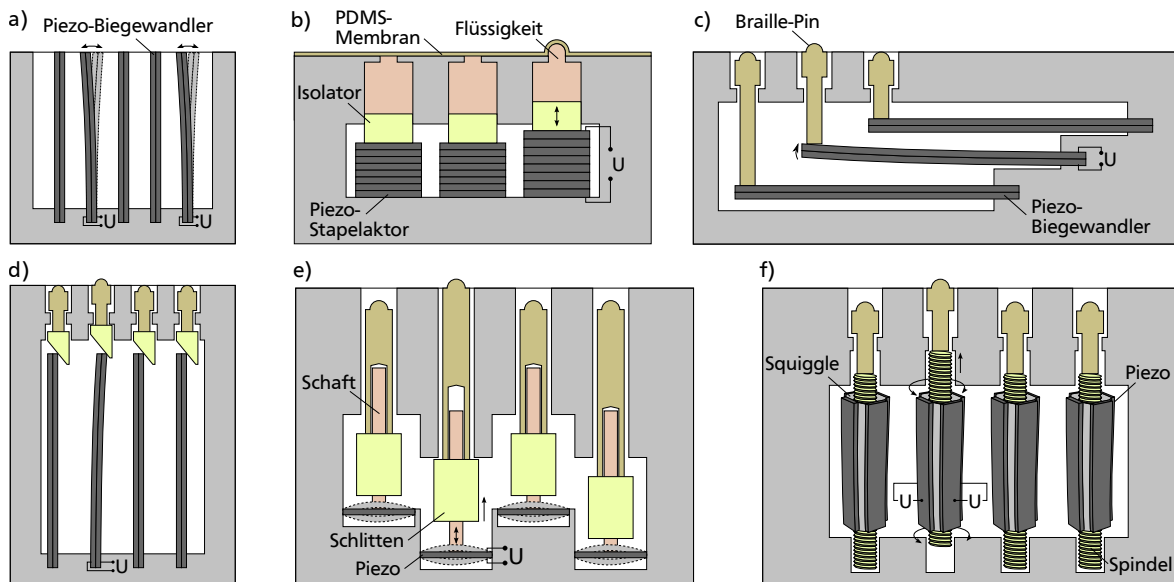 a)
Piezo-Biegewandler
U
U
b)
PDMS-
Membran
Flüssigkeit
Isolator
U
Piezo-
Stapelaktor
c)
Braille-Pin
U
Piezo-
Biegewandler
d)
U
e)
Schaft
Schlitten
Piezo
U
f)
Squiggle
Piezo
U
U
Spindel